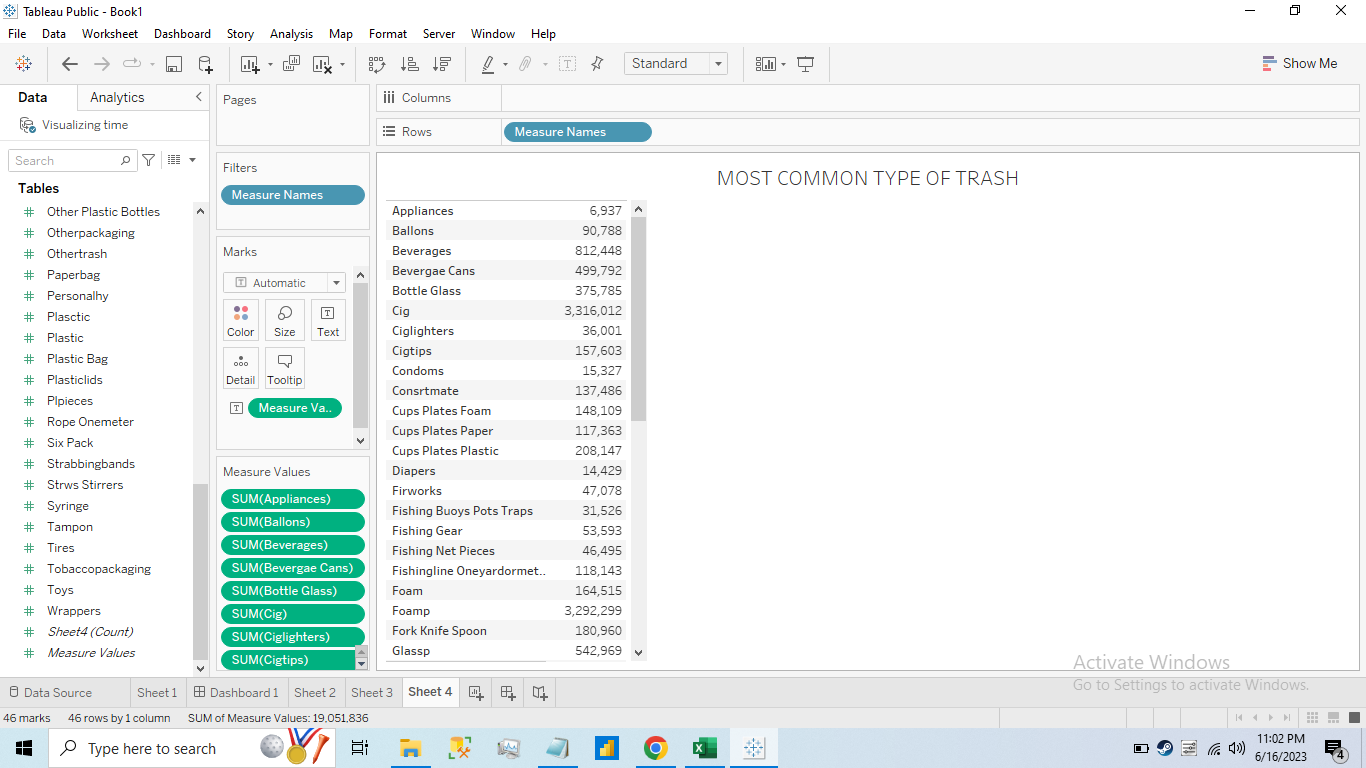 Tableau Public - Book1
File Data Worksheet Dashboard Story Analysis Map Format Server Window Help
Standard
Show Me
Data Analytics
Visualizing time
Search
Tables
Other Plastic Bottles
Otherpackaging
Othertrash
Paperbag
Personalhy
Plasctic
Plastic
Plastic Bag
Plasticlids
Plpieces
Rope Onemeter
Six Pack
Strabbingbands
Strws Stirrers
Syringe
Tampon
Tires
Tobaccopackaging
Toys
Wrappers
Sheet4 (Count)
Measure Values
Pages
Filters
Measure Names
Marks
Automatic
Color Size Text
Detail Tooltip
Measure Va..
Measure Values
SUM(Appliances)
SUM(Ballons)
SUM(Beverages)
SUM(Bevergae Cans)
SUM(Bottle Glass)
SUM(Cig)
SUM(Ciglighters)
SUM(Cigtips)
Columns
Rows Measure Names
MOST COMMON TYPE OF TRASH
Appliances 6,937
Ballons 90,788
Beverages 812,448
Bevergae Cans 499,792
Bottle Glass 375,785
Cig 3,316,012
Ciglighters 36,001
Cigtips 157,603
Condoms 15,327
Consrtmate 137,486
Cups Plates Foam 148,109
Cups Plates Paper 117,363
Cups Plates Plastic 208,147
Diapers 14,429
Firworks 47,078
Fishing Buoys Pots Traps 31,526
Fishing Gear 53,593
Fishing Net Pieces 46,495
Fishingline Oneyardormet.. 118,143
Foam 164,515
Foamp 3,292,299
Fork Knife Spoon 180,960
Glassp 542,969
Activate Windows
Go to Settings to activate Windows.
Data Source Sheet 1 Dashboard 1 Sheet 2 Sheet 3 Sheet 4
46 marks 46 rows by 1 column SUM of Measure Values: 19,051,836
Type here to search
11:02 PM
6/16/2023
4